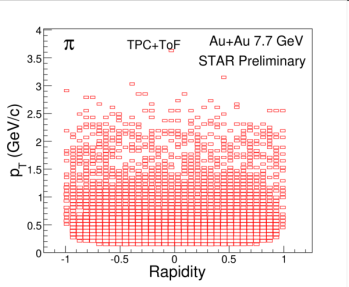 π TPC+ToF Au+Au 7.7 GeV
STAR Preliminary
p_T (GeV/c)
4
3.5
3
2.5
2
1.5
1
0.5
0
-1 -0.5 0 0.5 1
Rapidity